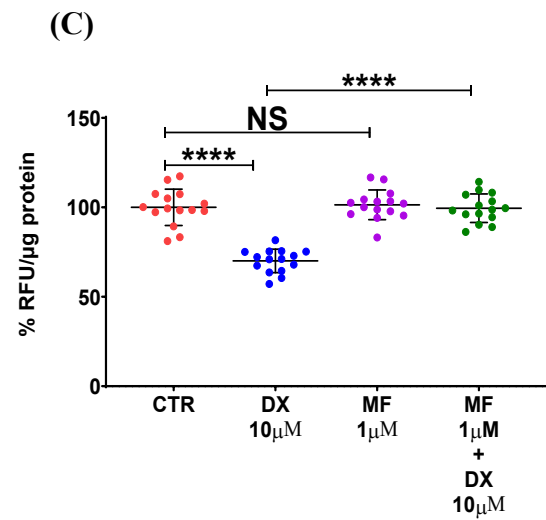 (C)
****
NS
****
150
100
50
0
% RFU/µg protein
CTR DX MF MF
10µM 1µM 1µM
+
DX
10µM